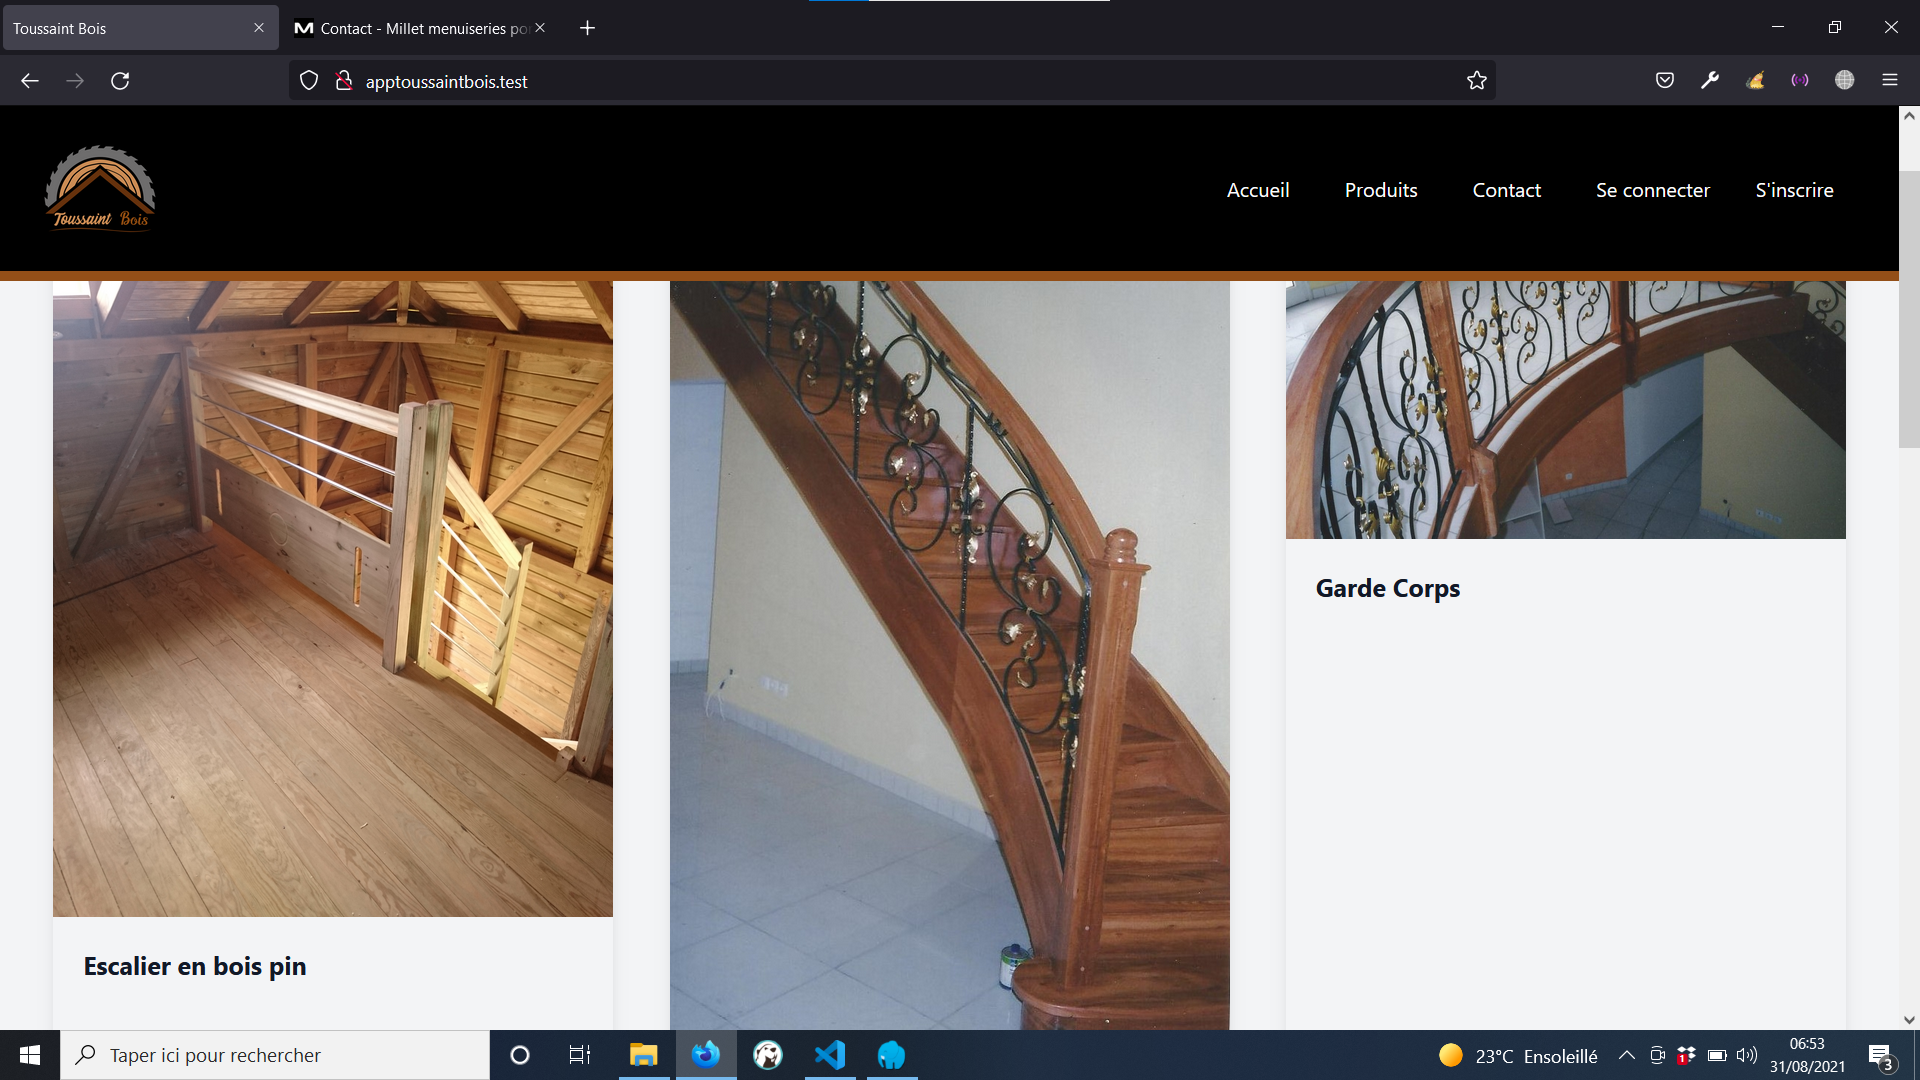 Toussaint Bois
Contact - Millet menuiseries po
apptoussaintbois.test
Toussaint Bois
Accueil
Produits
Contact
Se connecter
S'inscrire
Garde Corps
Escalier en bois pin
Taper ici pour rechercher
23°C Ensoleillé
1
06:53
31/08/2021
3